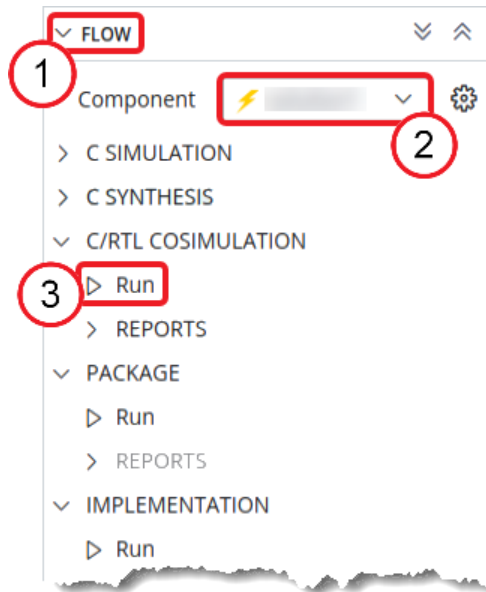 FLOW
1
Component
2
C SIMULATION
C SYNTHESIS
C/RTL COSIMULATION
3
Run
REPORTS
PACKAGE
Run
REPORTS
IMPLEMENTATION
Run